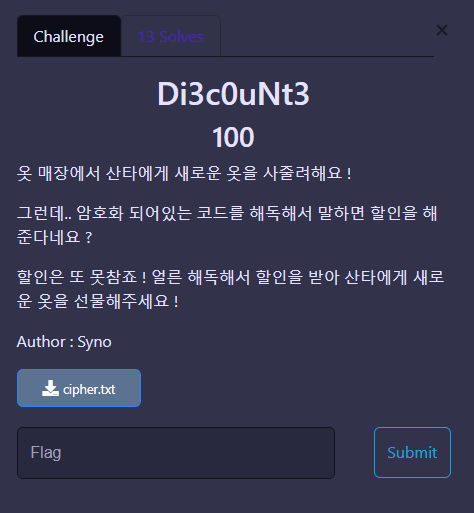 Challenge
13 Solves
×
Di3c0uNt3
100
옷 매장에서 산타에게 새로운 옷을 사줄려해요 !
그런데.. 암호화 되어있는 코드를 해독해서 말하면 할인을 해
준다네요 ?
할인은 또 못참죠 ! 얼른 해독해서 할인을 받아 산타에게 새로
운 옷을 선물해주세요 !
Author : Syno
cipher.txt
Flag
Submit